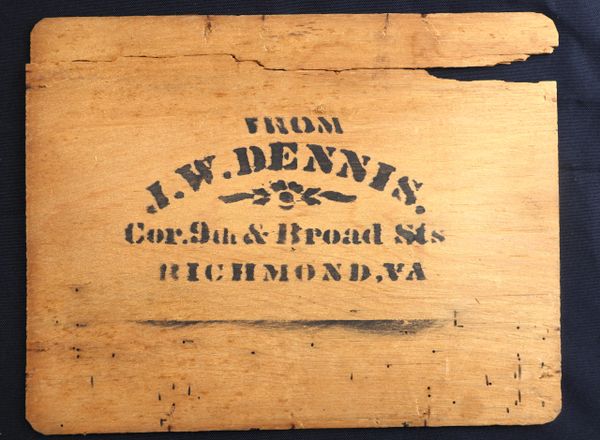 FROM
J.W.DENNIS.
Cor.9th & Broad Sts
RICHMOND,VA